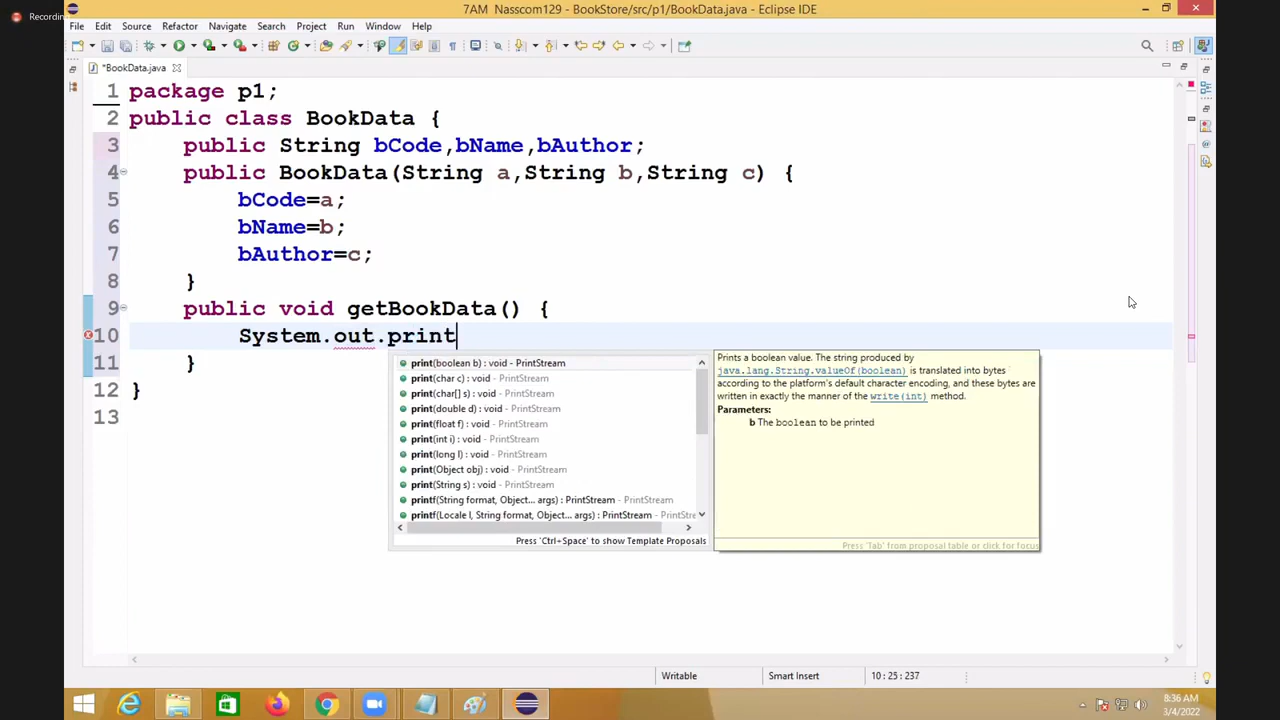 Recording
7AM Nasscom129 - BookStore/src/p1/BookData.java - Eclipse IDE
File Edit Source Refactor Navigate Search Project Run Window Help
*BookData.java
1 package p1;
2 public class BookData {
3 public String bCode,bName,bAuthor;
4 public BookData(String a,String b,String c) {
5 bCode=a;
6 bName=b;
7 bAuthor=c;
8 }
9 public void getBookData() {
10 System.out.print
11 }
12 }
13
print(boolean b) : void - PrintStream
print(char c) : void - PrintStream
print(char[] s) : void - PrintStream
print(double d) : void - PrintStream
print(float f) : void - PrintStream
print(int i) : void - PrintStream
print(long l) : void - PrintStream
print(Object obj) : void - PrintStream
print(String s) : void - PrintStream
printf(String format, Object... args) : PrintStream - PrintStream
printf(Locale l, String format, Object... args) : PrintStream - PrintStre
Press 'Ctrl+Space' to show Template Proposals
Prints a boolean value. The string produced by
java.lang.String.valueOf(boolean) is translated into bytes
according to the platform's default character encoding, and these bytes are
written in exactly the manner of the write(int) method.
Parameters:
b The boolean to be printed
Press 'Tab' from proposal table or click for focus
Writable Smart Insert 10 : 25 : 237
8:36 AM
3/4/2022